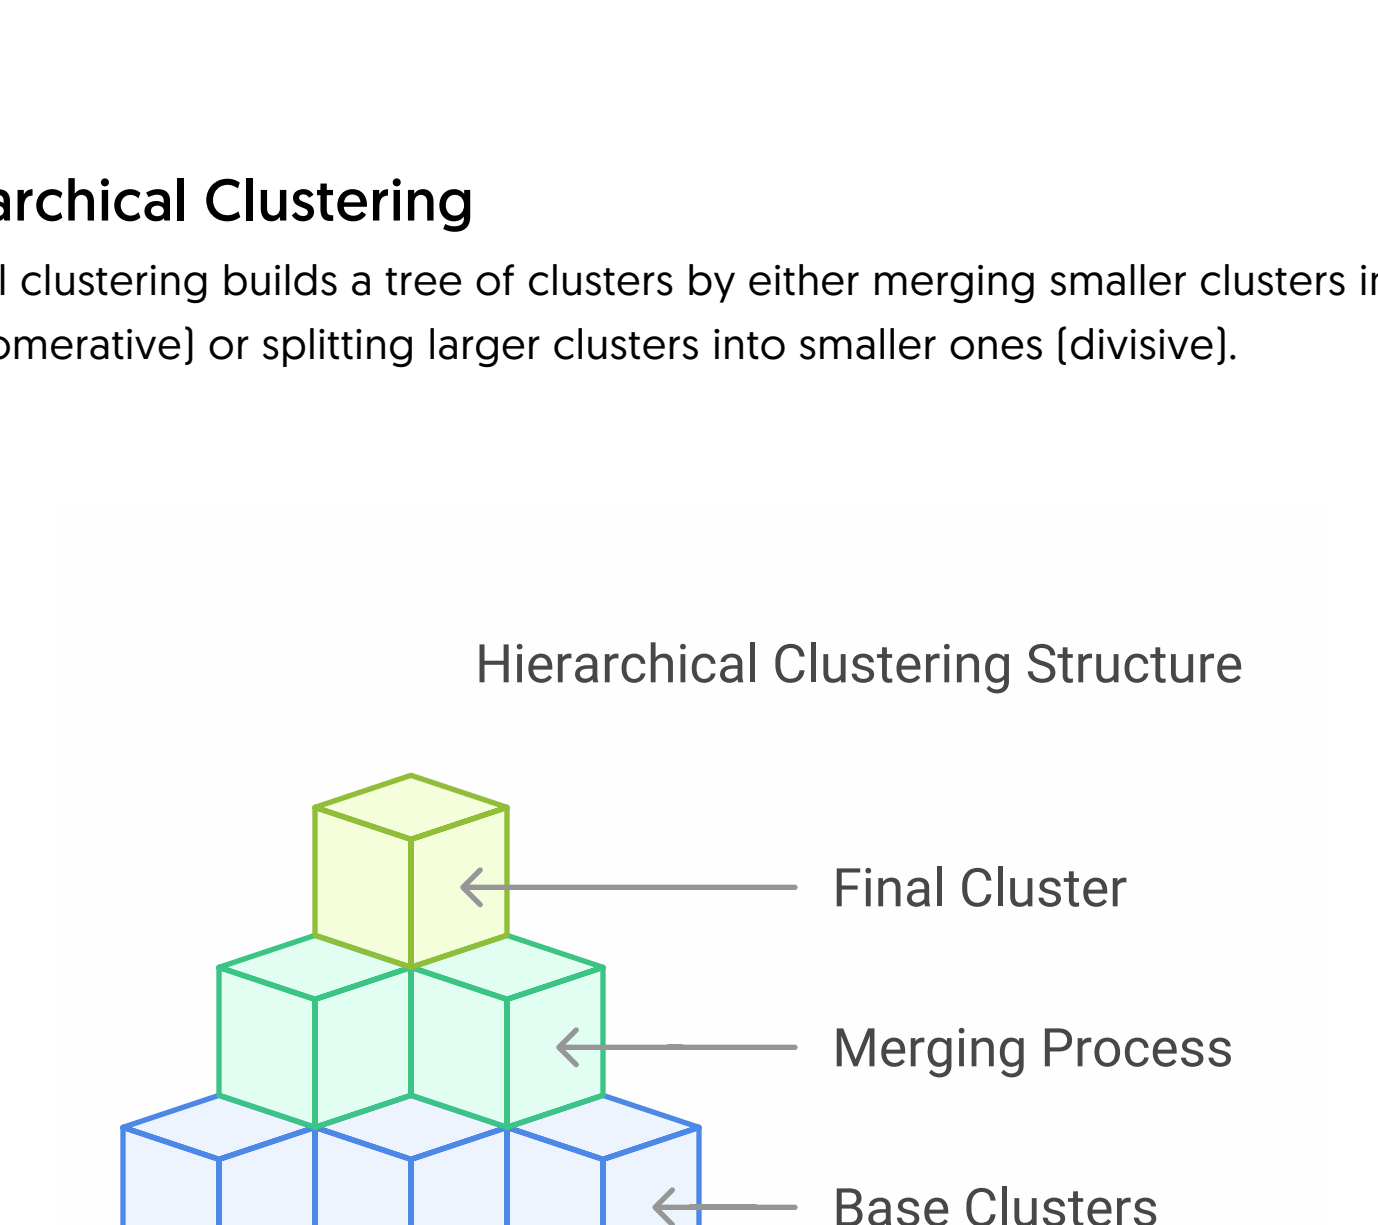 archical Clustering
l clustering builds a tree of clusters by either merging smaller clusters in
omerative) or splitting larger clusters into smaller ones (divisive).
Hierarchical Clustering Structure
Final Cluster
Merging Process
Base Clusters